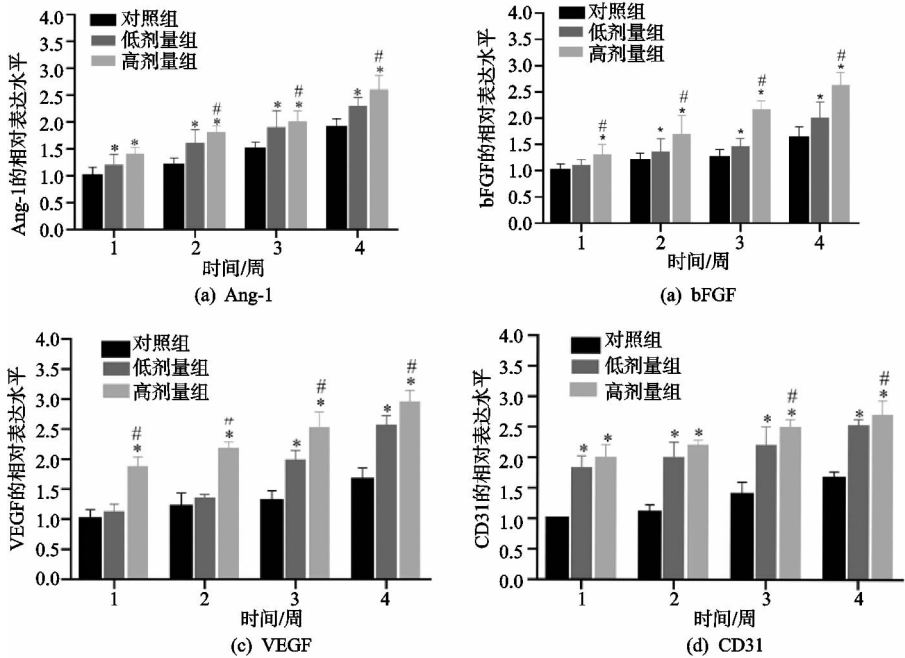 Ang-1的相对表达水平
4.0
3.5
3.0
2.5
2.0
1.5
1.0
0.5
0.0
对照组
低剂量组
高剂量组
* *
* # *
* # *
* # *
1 2 3 4
时间/周
(a) Ang-1
bFGF的相对表达水平
4.0
3.5
3.0
2.5
2.0
1.5
1.0
0.5
0.0
对照组
低剂量组
高剂量组
# *
* # *
* # *
* # *
1 2 3 4
时间/周
(a) bFGF
VEGF的相对表达水平
4.0
3.5
3.0
2.5
2.0
1.5
1.0
0.5
0.0
对照组
低剂量组
高剂量组
# *
# *
* # *
* # *
1 2 3 4
时间/周
(c) VEGF
CD31的相对表达水平
4.0
3.5
3.0
2.5
2.0
1.5
1.0
0.5
0.0
对照组
低剂量组
高剂量组
* *
* *
* # *
* # *
1 2 3 4
时间/周
(d) CD31